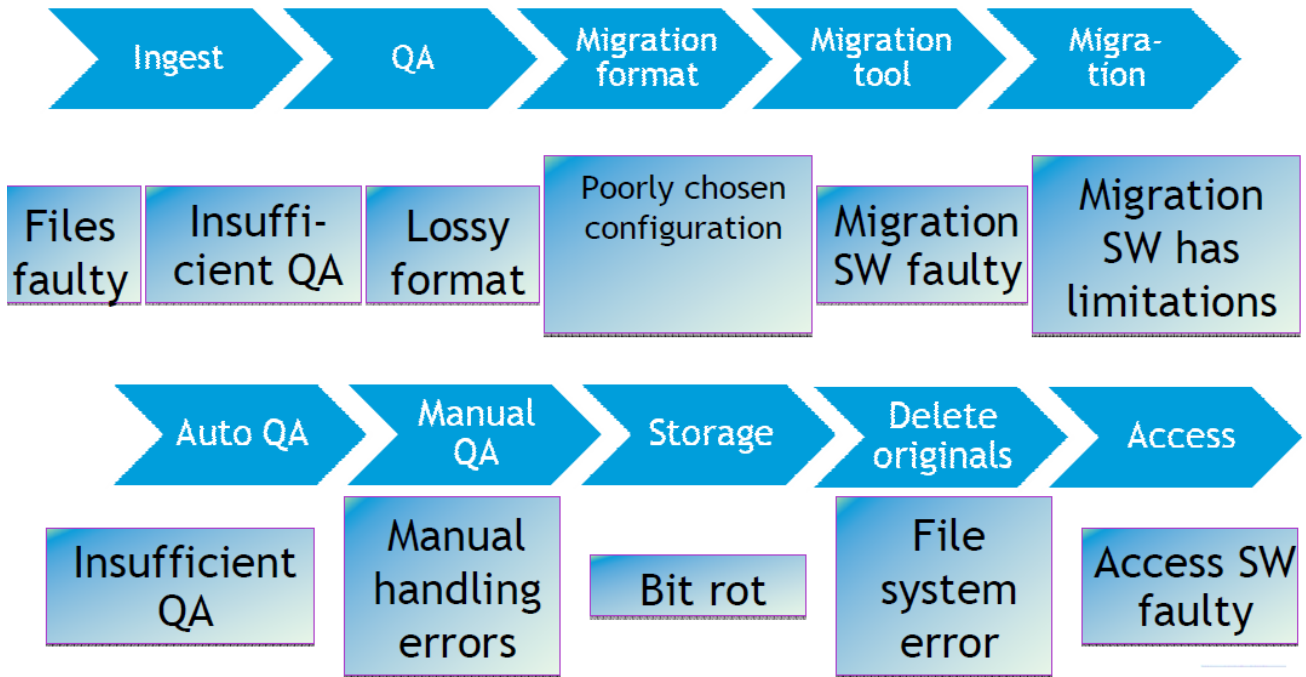 Ingest
QA
Migration
format
Migration
tool
Migra-
tion
Files
faulty
Insuffi-
cient QA
Lossy
format
Poorly chosen
configuration
Migration
SW faulty
Migration
SW has
limitations
Auto QA
Manual
QA
Storage
Delete
originals
Access
Insufficient
QA
Manual
handling
errors
Bit rot
File
system
error
Access SW
faulty